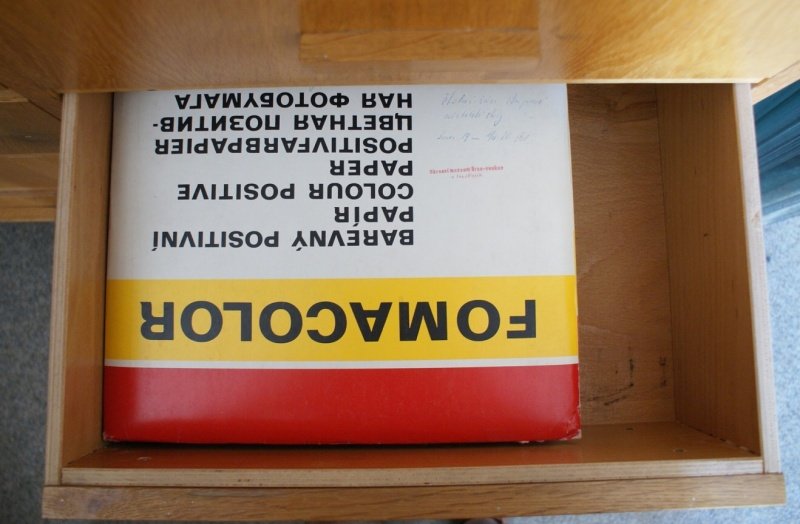 FOMACOLOR
BAREVNÝ POSITIVNÍ
PAPÍR
COLOUR POSITIVE
PAPER
POSITIVFARBPAPIER
ЦВЕТНАЯ ПОЗИТИВ-
НАЯ ФОТОБУМАГА